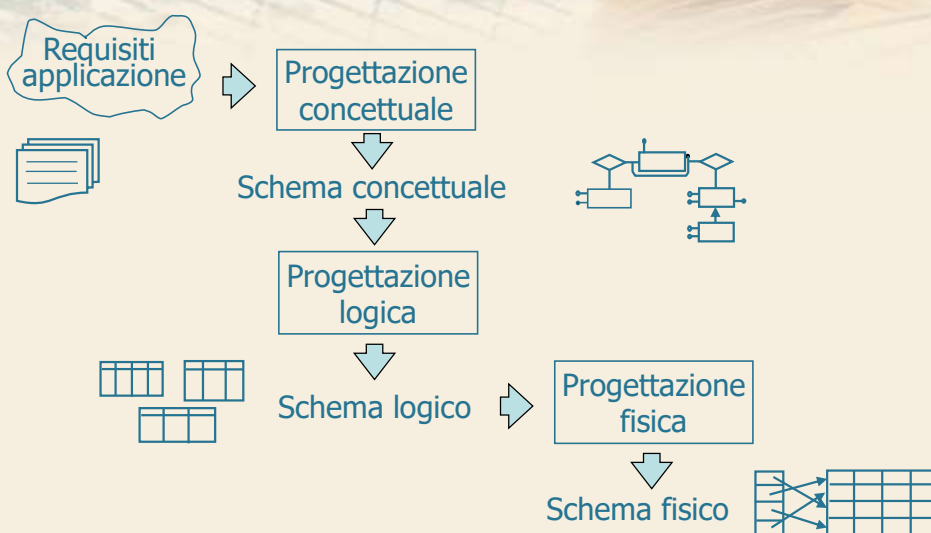 Requisiti
applicazione
Progettazione
concettuale
Schema concettuale
Progettazione
logica
Schema logico
Progettazione
fisica
Schema fisico